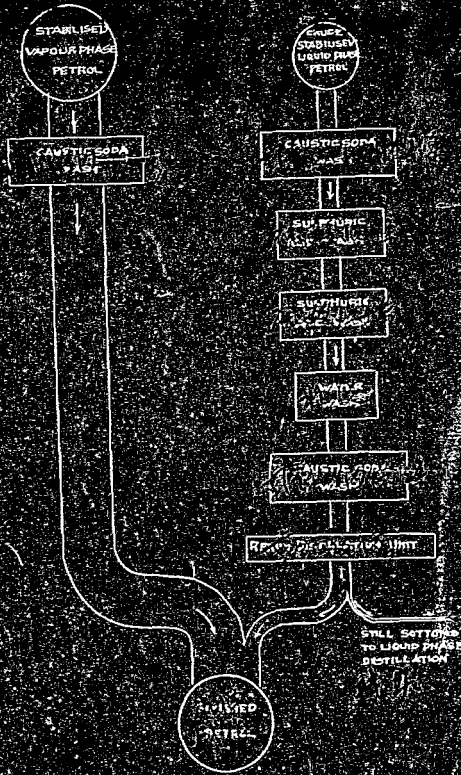 STABILISED
VAPOUR PHASE
PETROL
CAUSTIC SODA
WASH
CRUDE
STABILISED
LIQUID PHASE
PETROL
CAUSTIC SODA
WASH
SULPHURIC
ACID WASH
SULPHURIC
ACID WASH
WATER
WASH
CAUSTIC SODA
WASH
DISTILLATION UNIT
STILL BOTTOMS
TO LIQUID PHASE
DISTILLATION
FINISHED
PETROL